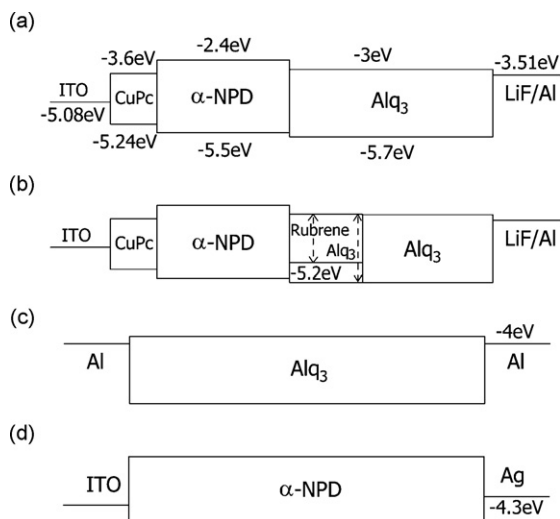 (a)
-3.6eV
-2.4eV
-3eV
-3.51eV
ITO
-5.08eV
CuPc
α-NPD
Alq3
LiF/Al
-5.24eV
-5.5eV
-5.7eV
(b)
ITO
CuPc
α-NPD
Rubrene
Alq3
-5.2eV
Alq3
LiF/Al
(c)
Al
Alq3
-4eV
Al
(d)
ITO
α-NPD
Ag
-4.3eV